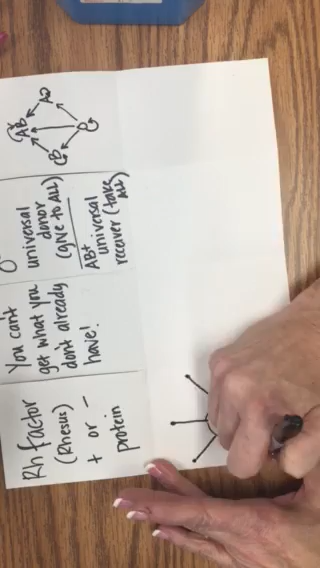 Rh factor
(Rhesus)
+ or -
protein
You can't
get what you
don't already
have!
universal
donor
(give to ALL)
AB+
universal
receiver (take
ALL)
AB
A
B
O